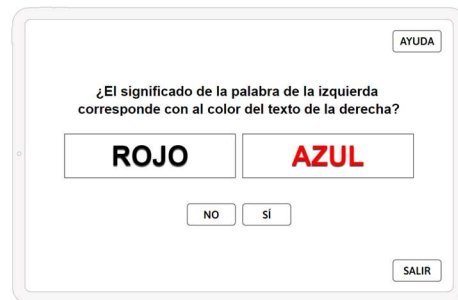 AYUDA
¿El significado de la palabra de la izquierda
corresponde con al color del texto de la derecha?
ROJO AZUL
NO SÍ
SALIR